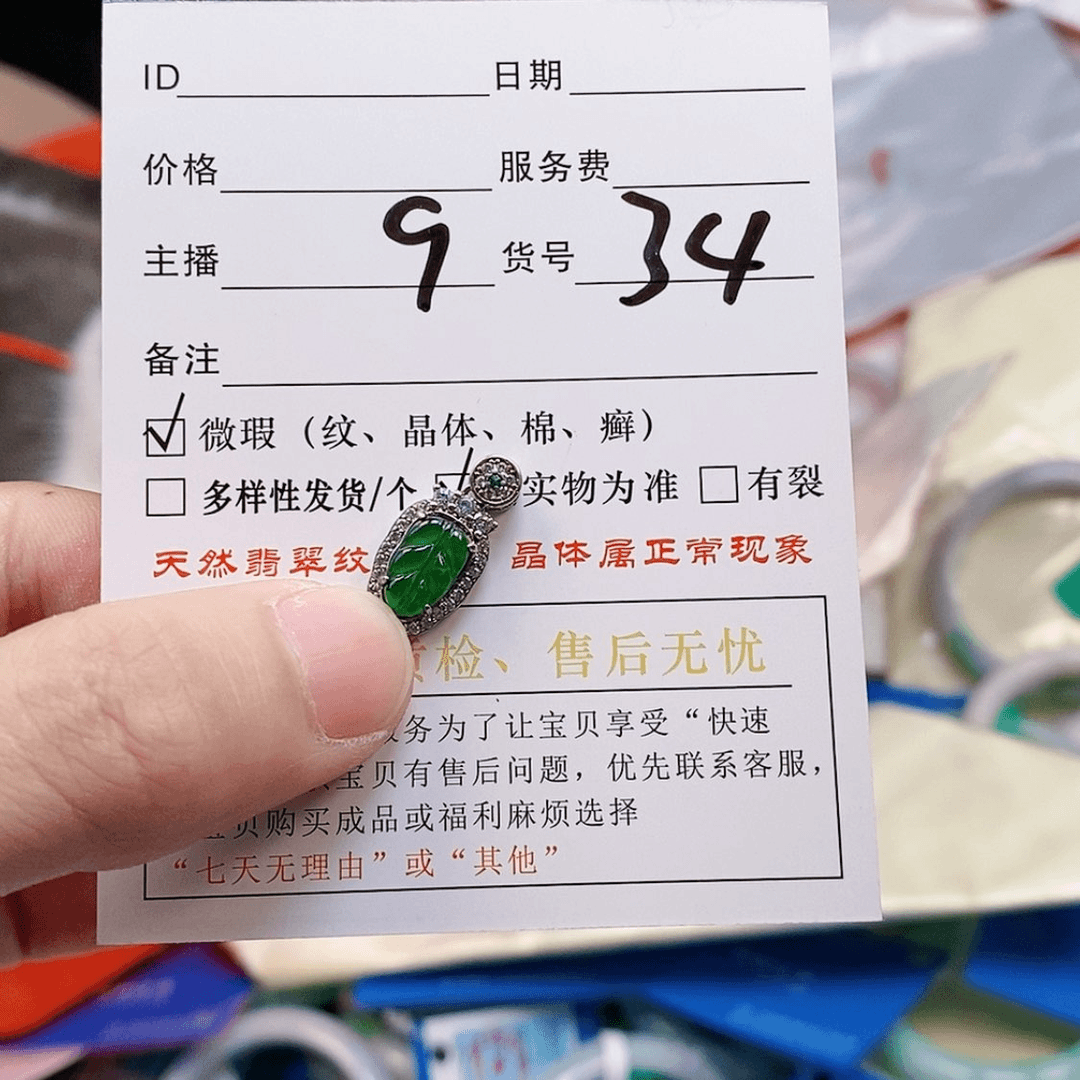 ID 日期
价格 服务费
主播 9 货号 34
备注
微瑕（纹、晶体、棉、癣）
多样性发货/个 实物为准 有裂
天然翡翠纹 晶体属正常现象
检、售后无忧
务为了让宝贝享受“快速
宝贝有售后问题，优先联系客服，
购买成品或福利麻烦选择
“七天无理由”或“其他”